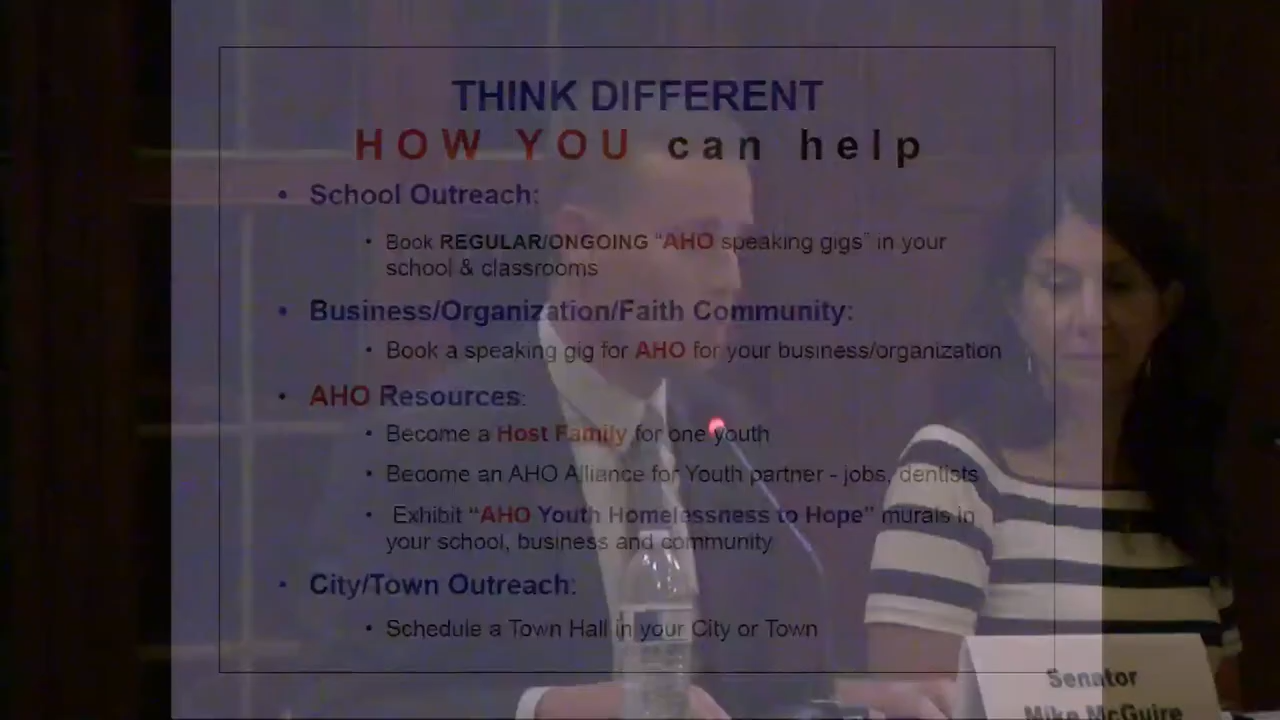 THINK DIFFERENT
HOW YOU can help
• School Outreach:
• Book REGULAR/ONGOING “AHO speaking gigs” in your
school & classrooms
• Business/Organization/Faith Community:
• Book a speaking gig for AHO for your business/organization
• AHO Resources:
• Become a Host Family for one youth
• Become an AHO Alliance for Youth partner - jobs, dentists
• Exhibit “AHO Youth Homelessness to Hope” murals in
your school, business and community
• City/Town Outreach:
• Schedule a Town Hall in your City or Town
Senator
Mike McGuire